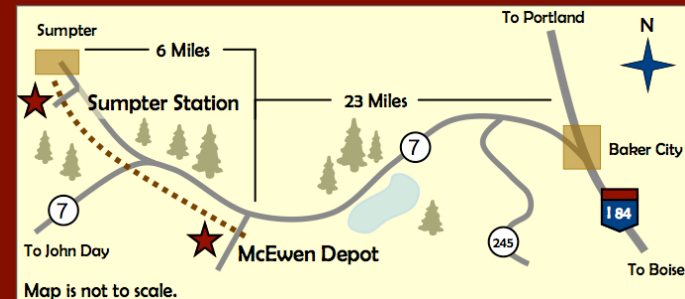 To Portland
N
Sumpter
6 Miles
Sumpter Station
23 Miles
7
Baker City
7
I 84
To John Day
McEwen Depot
245
To Boise
Map is not to scale.